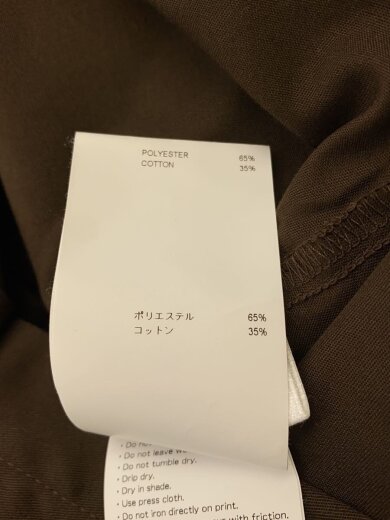 POLYESTER 65%
COTTON 35%
ポリエステル 65%
コットン 35%
・Do not
・Do not leave
・Do not tumble dry.
・Drip dry.
・Dry in shade.
・Use press cloth.
・Do not iron directly on print.
with friction.